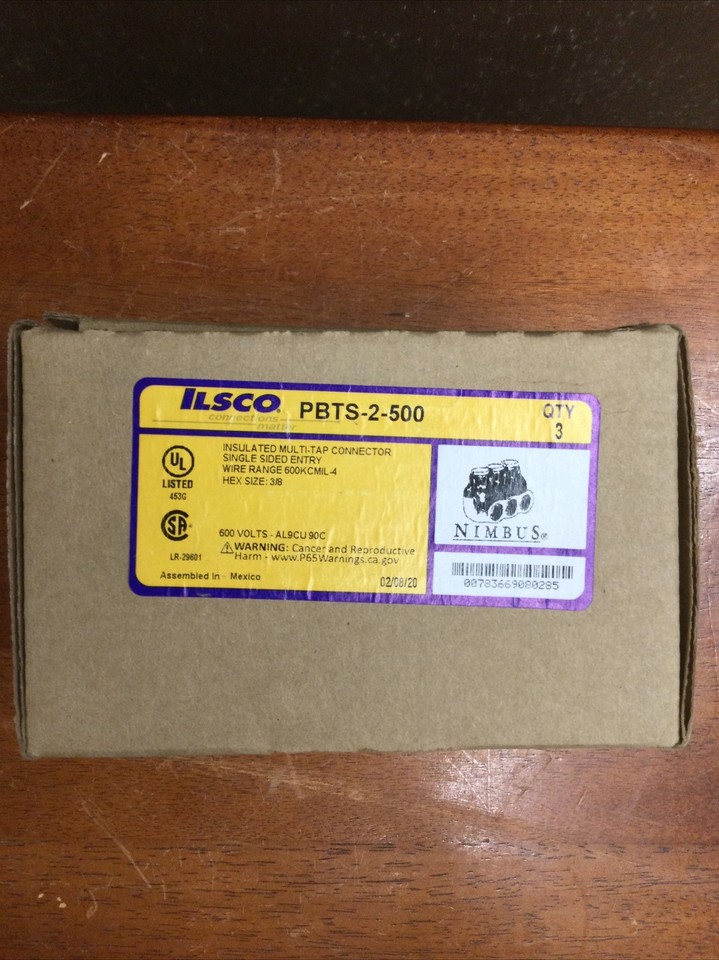 ILSCO
connections
matter
PBTS-2-500
QTY
3
UL
LISTED
453G
SA
LR-29601
INSULATED MULTI-TAP CONNECTOR
SINGLE SIDED ENTRY
WIRE RANGE 600KCMIL-4
HEX SIZE: 3/8
600 VOLTS - AL9CU 90C
WARNING: Cancer and Reproductive
Harm - www.P65Warnings.ca.gov
Assembled In - Mexico
02/08/20
NIMBUS®
00783669080285